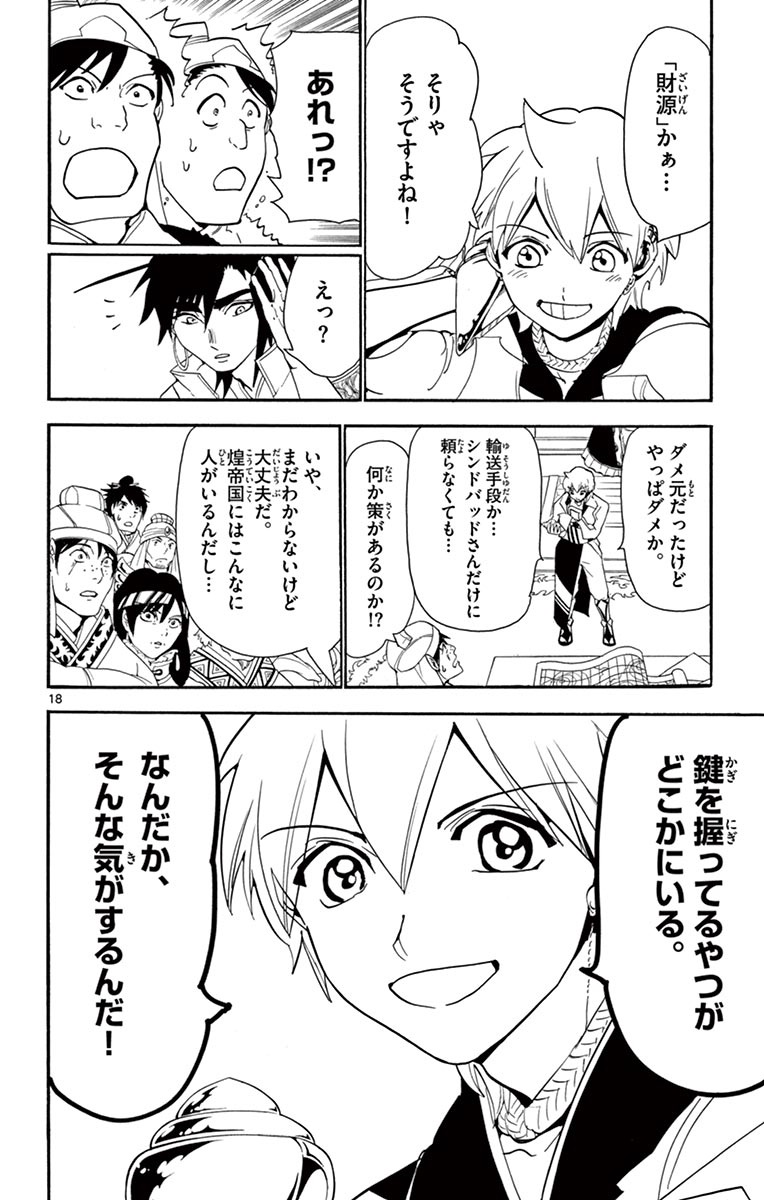 「財源」かぁ…
そりゃ
そうですよね！
あれっ!?
えっ？
ダメ元だったけど
やっぱダメか。
輸送手段か…
シンドバッドさんだけに
頼らなくても…
何か策があるのか!?
いや、
まだわからないけど
大丈夫だ。
煌帝国にはこんなに
人がいるんだし…
18
鍵を握ってるやつが
どこかにいる。
なんだか、
そんな気がするんだ！